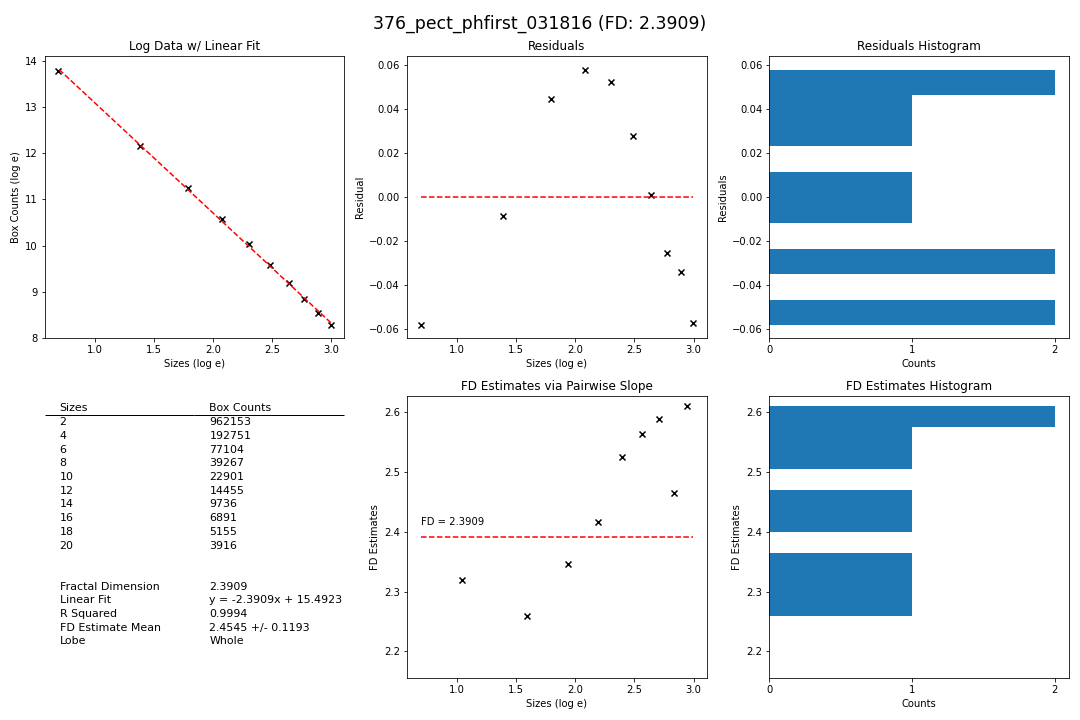 376_pect_phfirst_031816 (FD: 2.3909)
Log Data w/ Linear Fit
14
13
12
11
10
9
8
Box Counts (log e)
1.0 1.5 2.0 2.5 3.0
Sizes (log e)
Residuals
0.06
0.04
0.02
0.00
−0.02
−0.04
−0.06
Residual
1.0 1.5 2.0 2.5 3.0
Sizes (log e)
Residuals Histogram
0.06
0.04
0.02
0.00
−0.02
−0.04
−0.06
Residuals
0 1 2
Counts
Sizes Box Counts
2 962153
4 192751
6 77104
8 39267
10 22901
12 14455
14 9736
16 6891
18 5155
20 3916
Fractal Dimension 2.3909
Linear Fit y = -2.3909x + 15.4923
R Squared 0.9994
FD Estimate Mean 2.4545 +/- 0.1193
Lobe Whole
FD Estimates via Pairwise Slope
2.6
2.5
2.4
2.3
2.2
FD Estimates
FD = 2.3909
1.0 1.5 2.0 2.5 3.0
Sizes (log e)
FD Estimates Histogram
2.6
2.5
2.4
2.3
2.2
FD Estimates
0 1 2
Counts